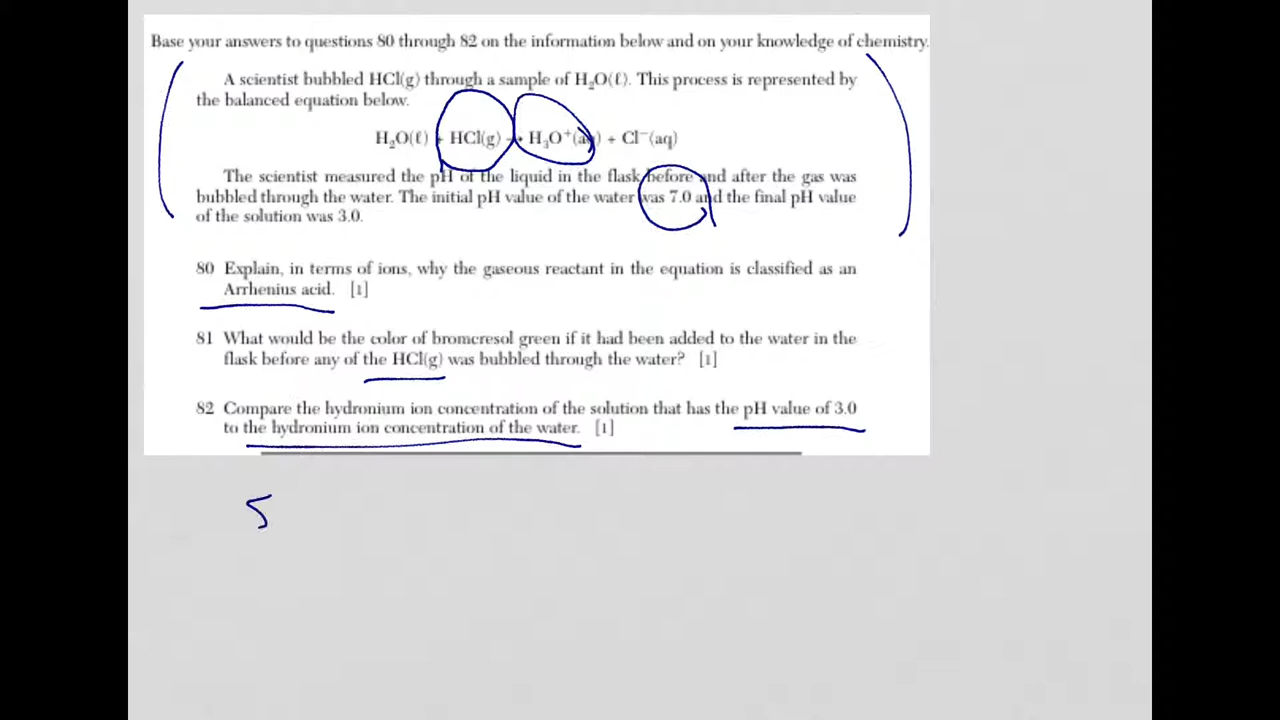 Base your answers to questions 80 through 82 on the information below and on your knowledge of chemistry.
A scientist bubbled HCl(g) through a sample of H₂O(ℓ). This process is represented by
the balanced equation below.
H₂O(ℓ) + HCl(g) → H₃O⁺(aq) + Cl⁻(aq)
The scientist measured the pH of the liquid in the flask before and after the gas was
bubbled through the water. The initial pH value of the water was 7.0 and the final pH value
of the solution was 3.0.
80 Explain, in terms of ions, why the gaseous reactant in the equation is classified as an
Arrhenius acid. [1]
81 What would be the color of bromcresol green if it had been added to the water in the
flask before any of the HCl(g) was bubbled through the water? [1]
82 Compare the hydronium ion concentration of the solution that has the pH value of 3.0
to the hydronium ion concentration of the water. [1]
5